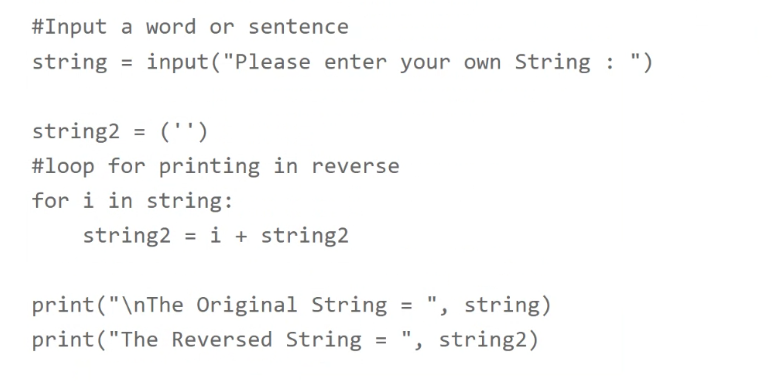 #Input a word or sentence
string = input("Please enter your own String : ")
string2 = ('')
#loop for printing in reverse
for i in string:
    string2 = i + string2
print("\nThe Original String = ", string)
print("The Reversed String = ", string2)